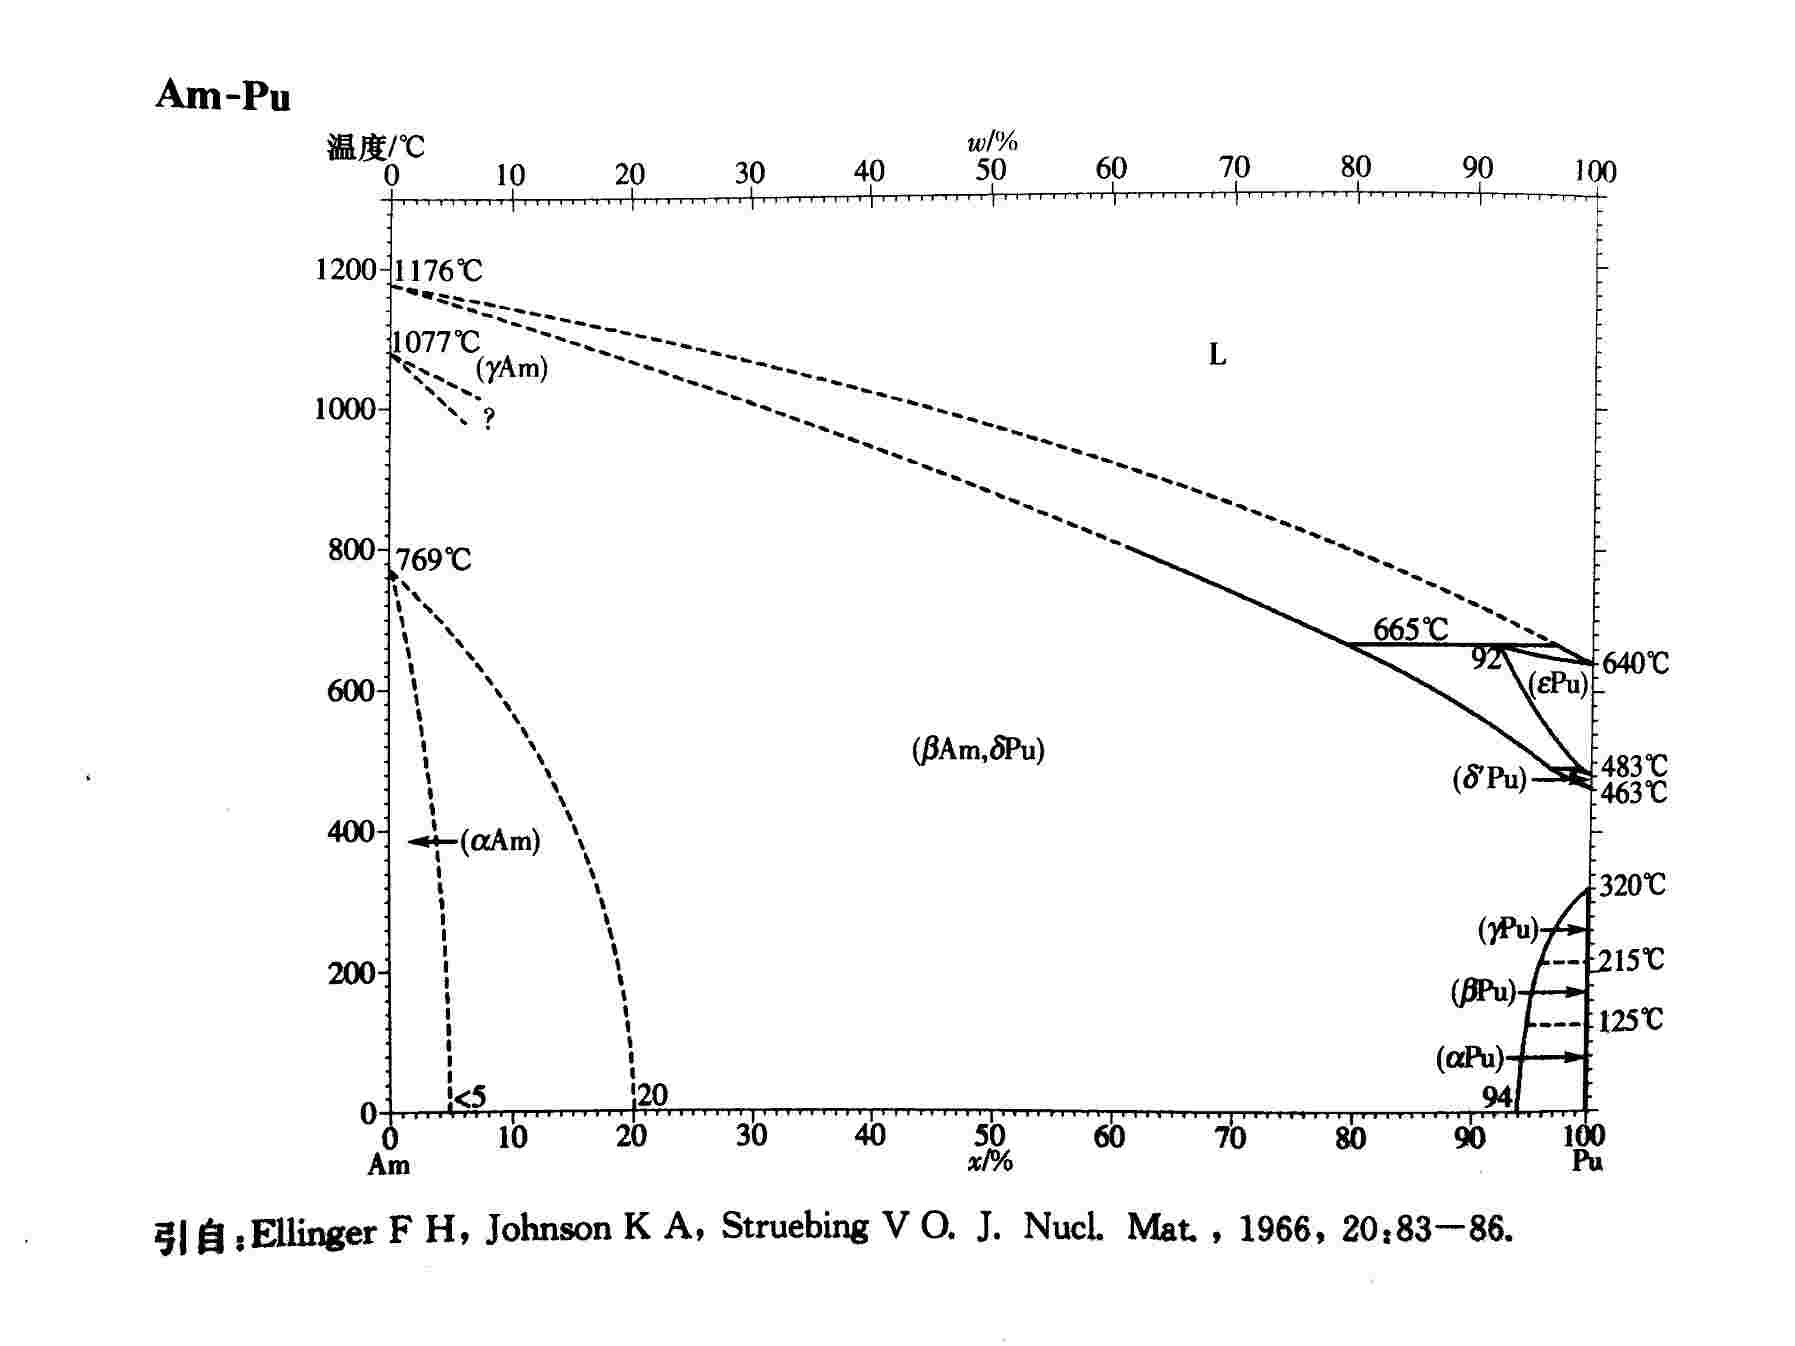 Am-Pu
温度/℃
w/%
0 10 20 30 40 50 60 70 80 90 100
1200
1176℃
1077℃
(γAm)
L
1000
?
800
769℃
665℃
92
640℃
600
(εPu)
(βAm,δPu)
483℃
(δ′Pu)
463℃
400
(αAm)
320℃
(γPu)
215℃
200
(βPu)
125℃
(αPu)
<5
20
94
0
0 10 20 30 40 50 60 70 80 90 100
Am
x/%
Pu
引自:Ellinger F H, Johnson K A, Struebing V O. J. Nucl. Mat., 1966, 20:83—86.